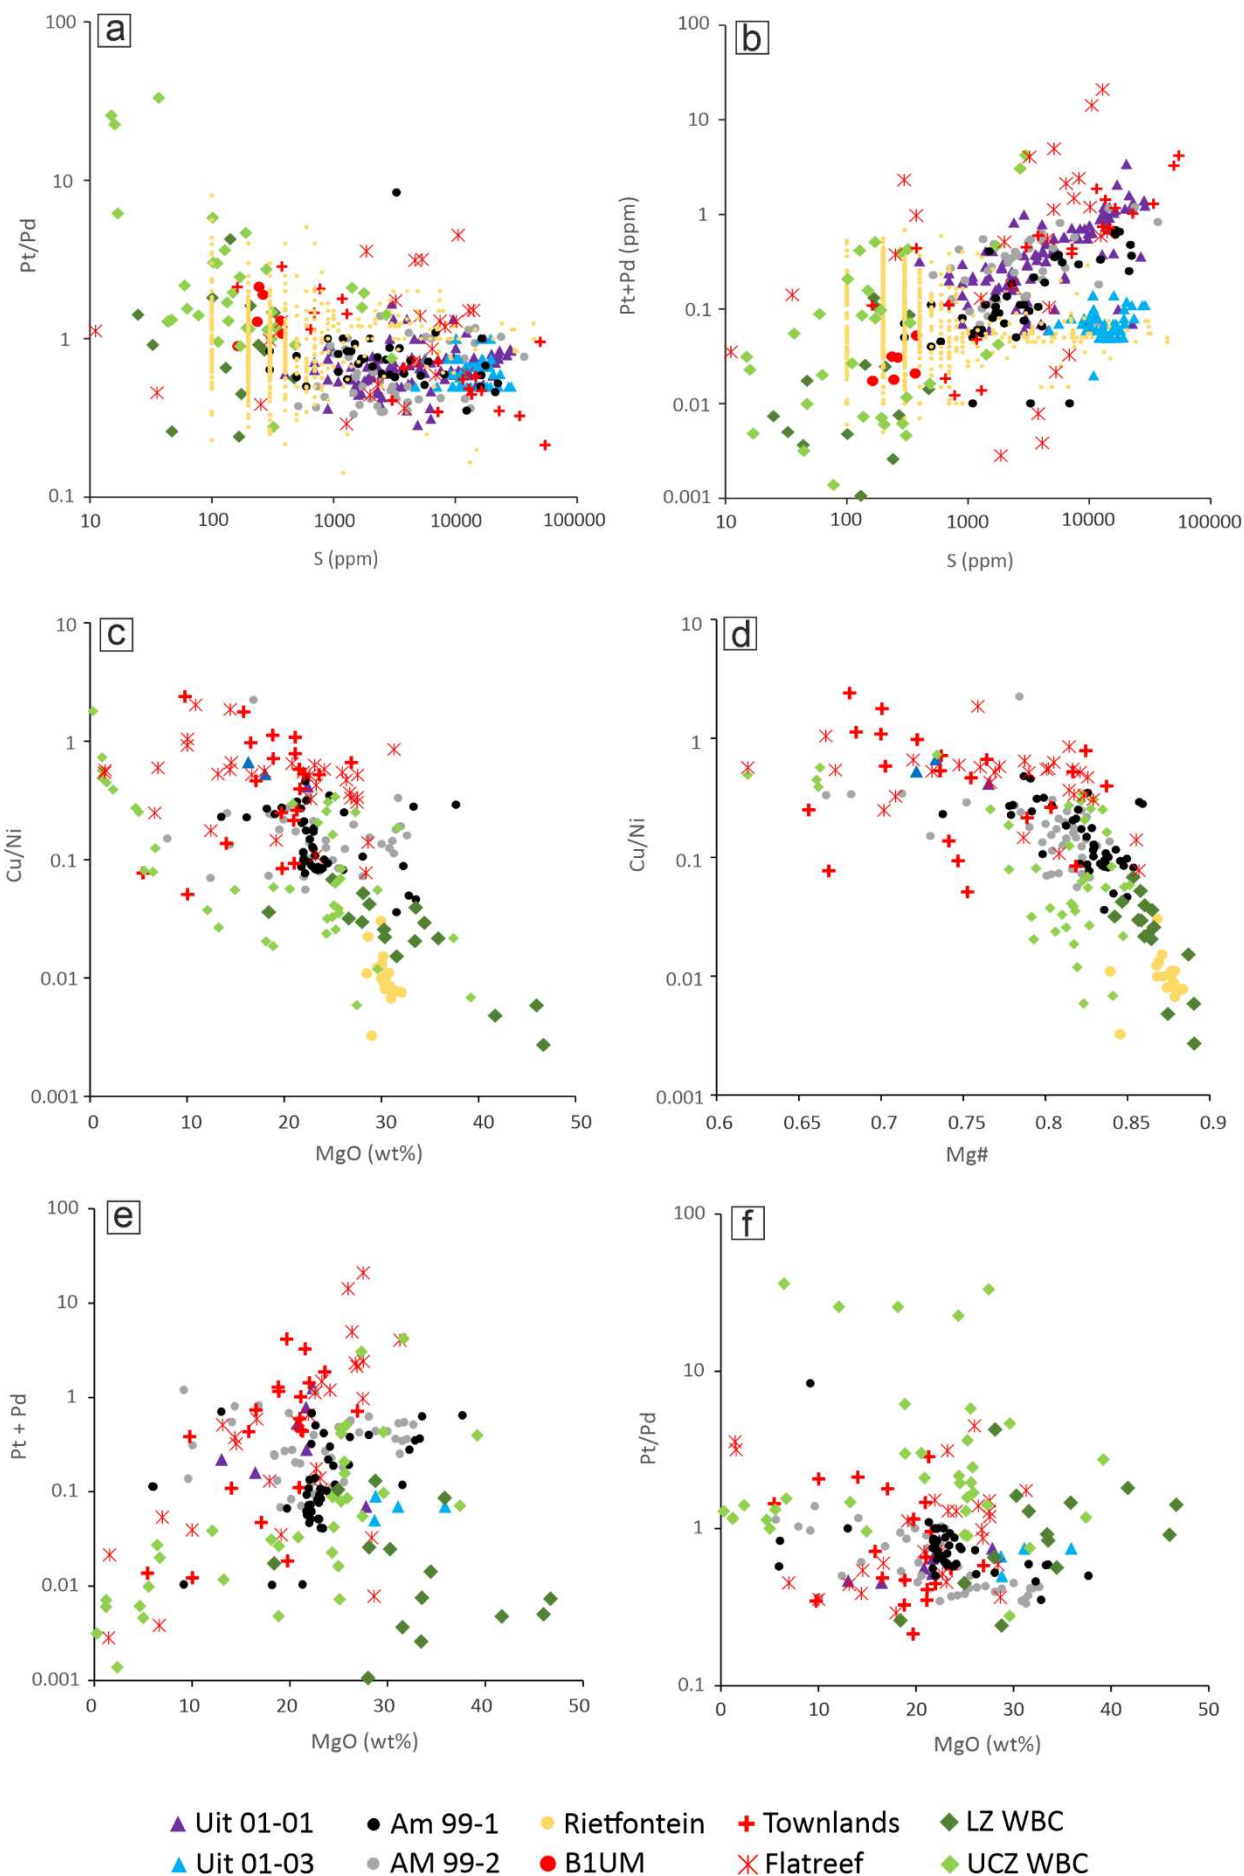 a
b
100
10
1
0.1
Pt/Pd
10
100
1000
10000
100000
S (ppm)
100
10
1
0.1
0.01
0.001
Pt+Pd (ppm)
10
100
1000
10000
100000
S (ppm)
c
d
10
1
0.1
0.01
0.001
Cu/Ni
0
10
20
30
40
50
MgO (wt%)
10
1
0.1
0.01
0.001
Cu/Ni
0.6
0.65
0.7
0.75
0.8
0.85
0.9
Mg#
e
f
100
10
1
0.1
0.01
0.001
Pt + Pd
0
10
20
30
40
50
MgO (wt%)
100
10
1
0.1
Pt/Pd
0
10
20
30
40
50
MgO (wt%)
Uit 01-01
Am 99-1
Rietfontein
Townlands
LZ WBC
Uit 01-03
AM 99-2
B1UM
Flatreef
UCZ WBC